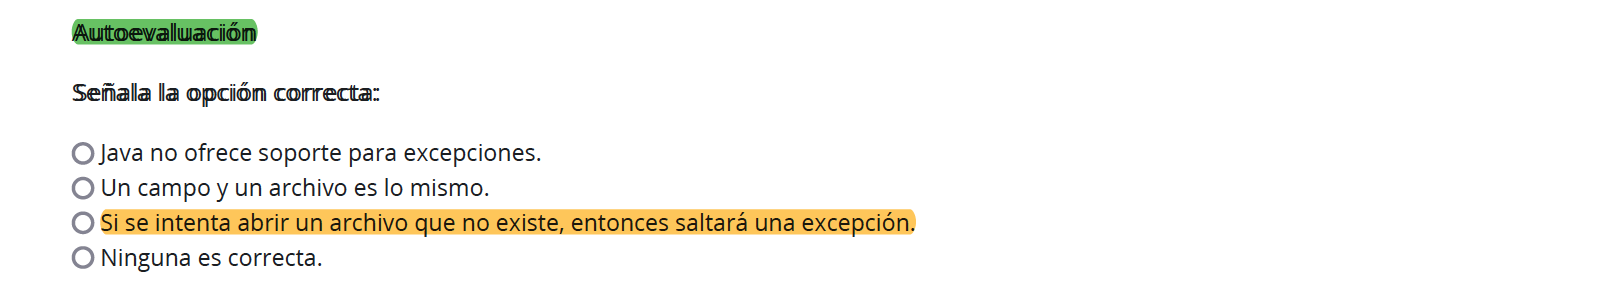 Autoevaluación
Señala la opción correcta:
Java no ofrece soporte para excepciones.
Un campo y un archivo es lo mismo.
Si se intenta abrir un archivo que no existe, entonces saltará una excepción.
Ninguna es correcta.